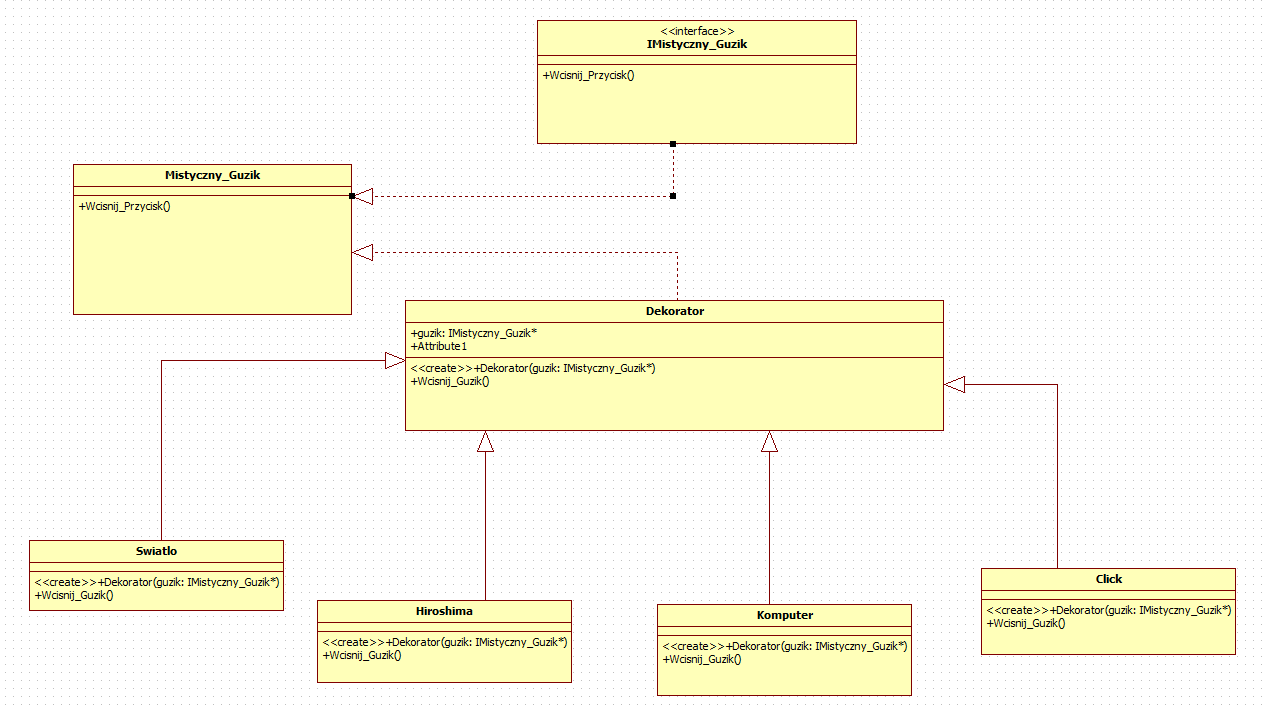 <<interface>>
IMistyczny_Guzik
+Wcisnij_Przycisk()
Mistyczny_Guzik
+Wcisnij_Przycisk()
Dekorator
+guzik: IMistyczny_Guzik*
+Attribute1
<<create>>+Dekorator(guzik: IMistyczny_Guzik*)
+Wcisnij_Guzik()
Swiatlo
<<create>>+Dekorator(guzik: IMistyczny_Guzik*)
+Wcisnij_Guzik()
Hiroshima
<<create>>+Dekorator(guzik: IMistyczny_Guzik*)
+Wcisnij_Guzik()
Komputer
<<create>>+Dekorator(guzik: IMistyczny_Guzik*)
+Wcisnij_Guzik()
Click
<<create>>+Dekorator(guzik: IMistyczny_Guzik*)
+Wcisnij_Guzik()